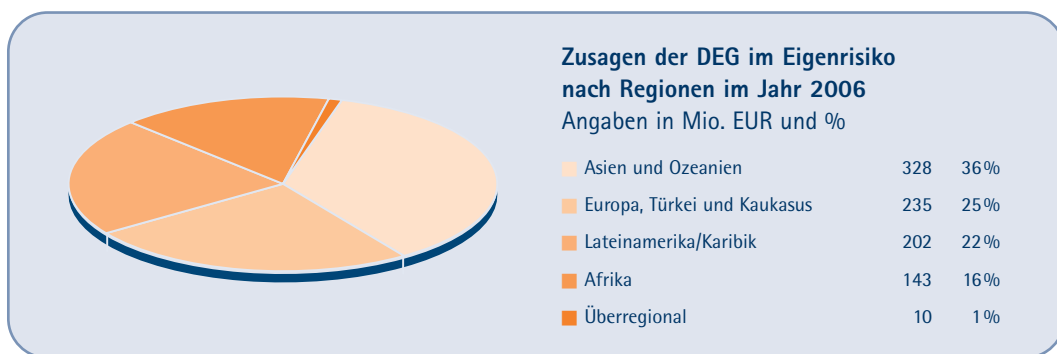 Zusagen der DEG im Eigenrisiko
nach Regionen im Jahr 2006
Angaben in Mio. EUR und %
Asien und Ozeanien 328 36%
Europa, Türkei und Kaukasus 235 25%
Lateinamerika/Karibik 202 22%
Afrika 143 16%
Überregional 10 1%